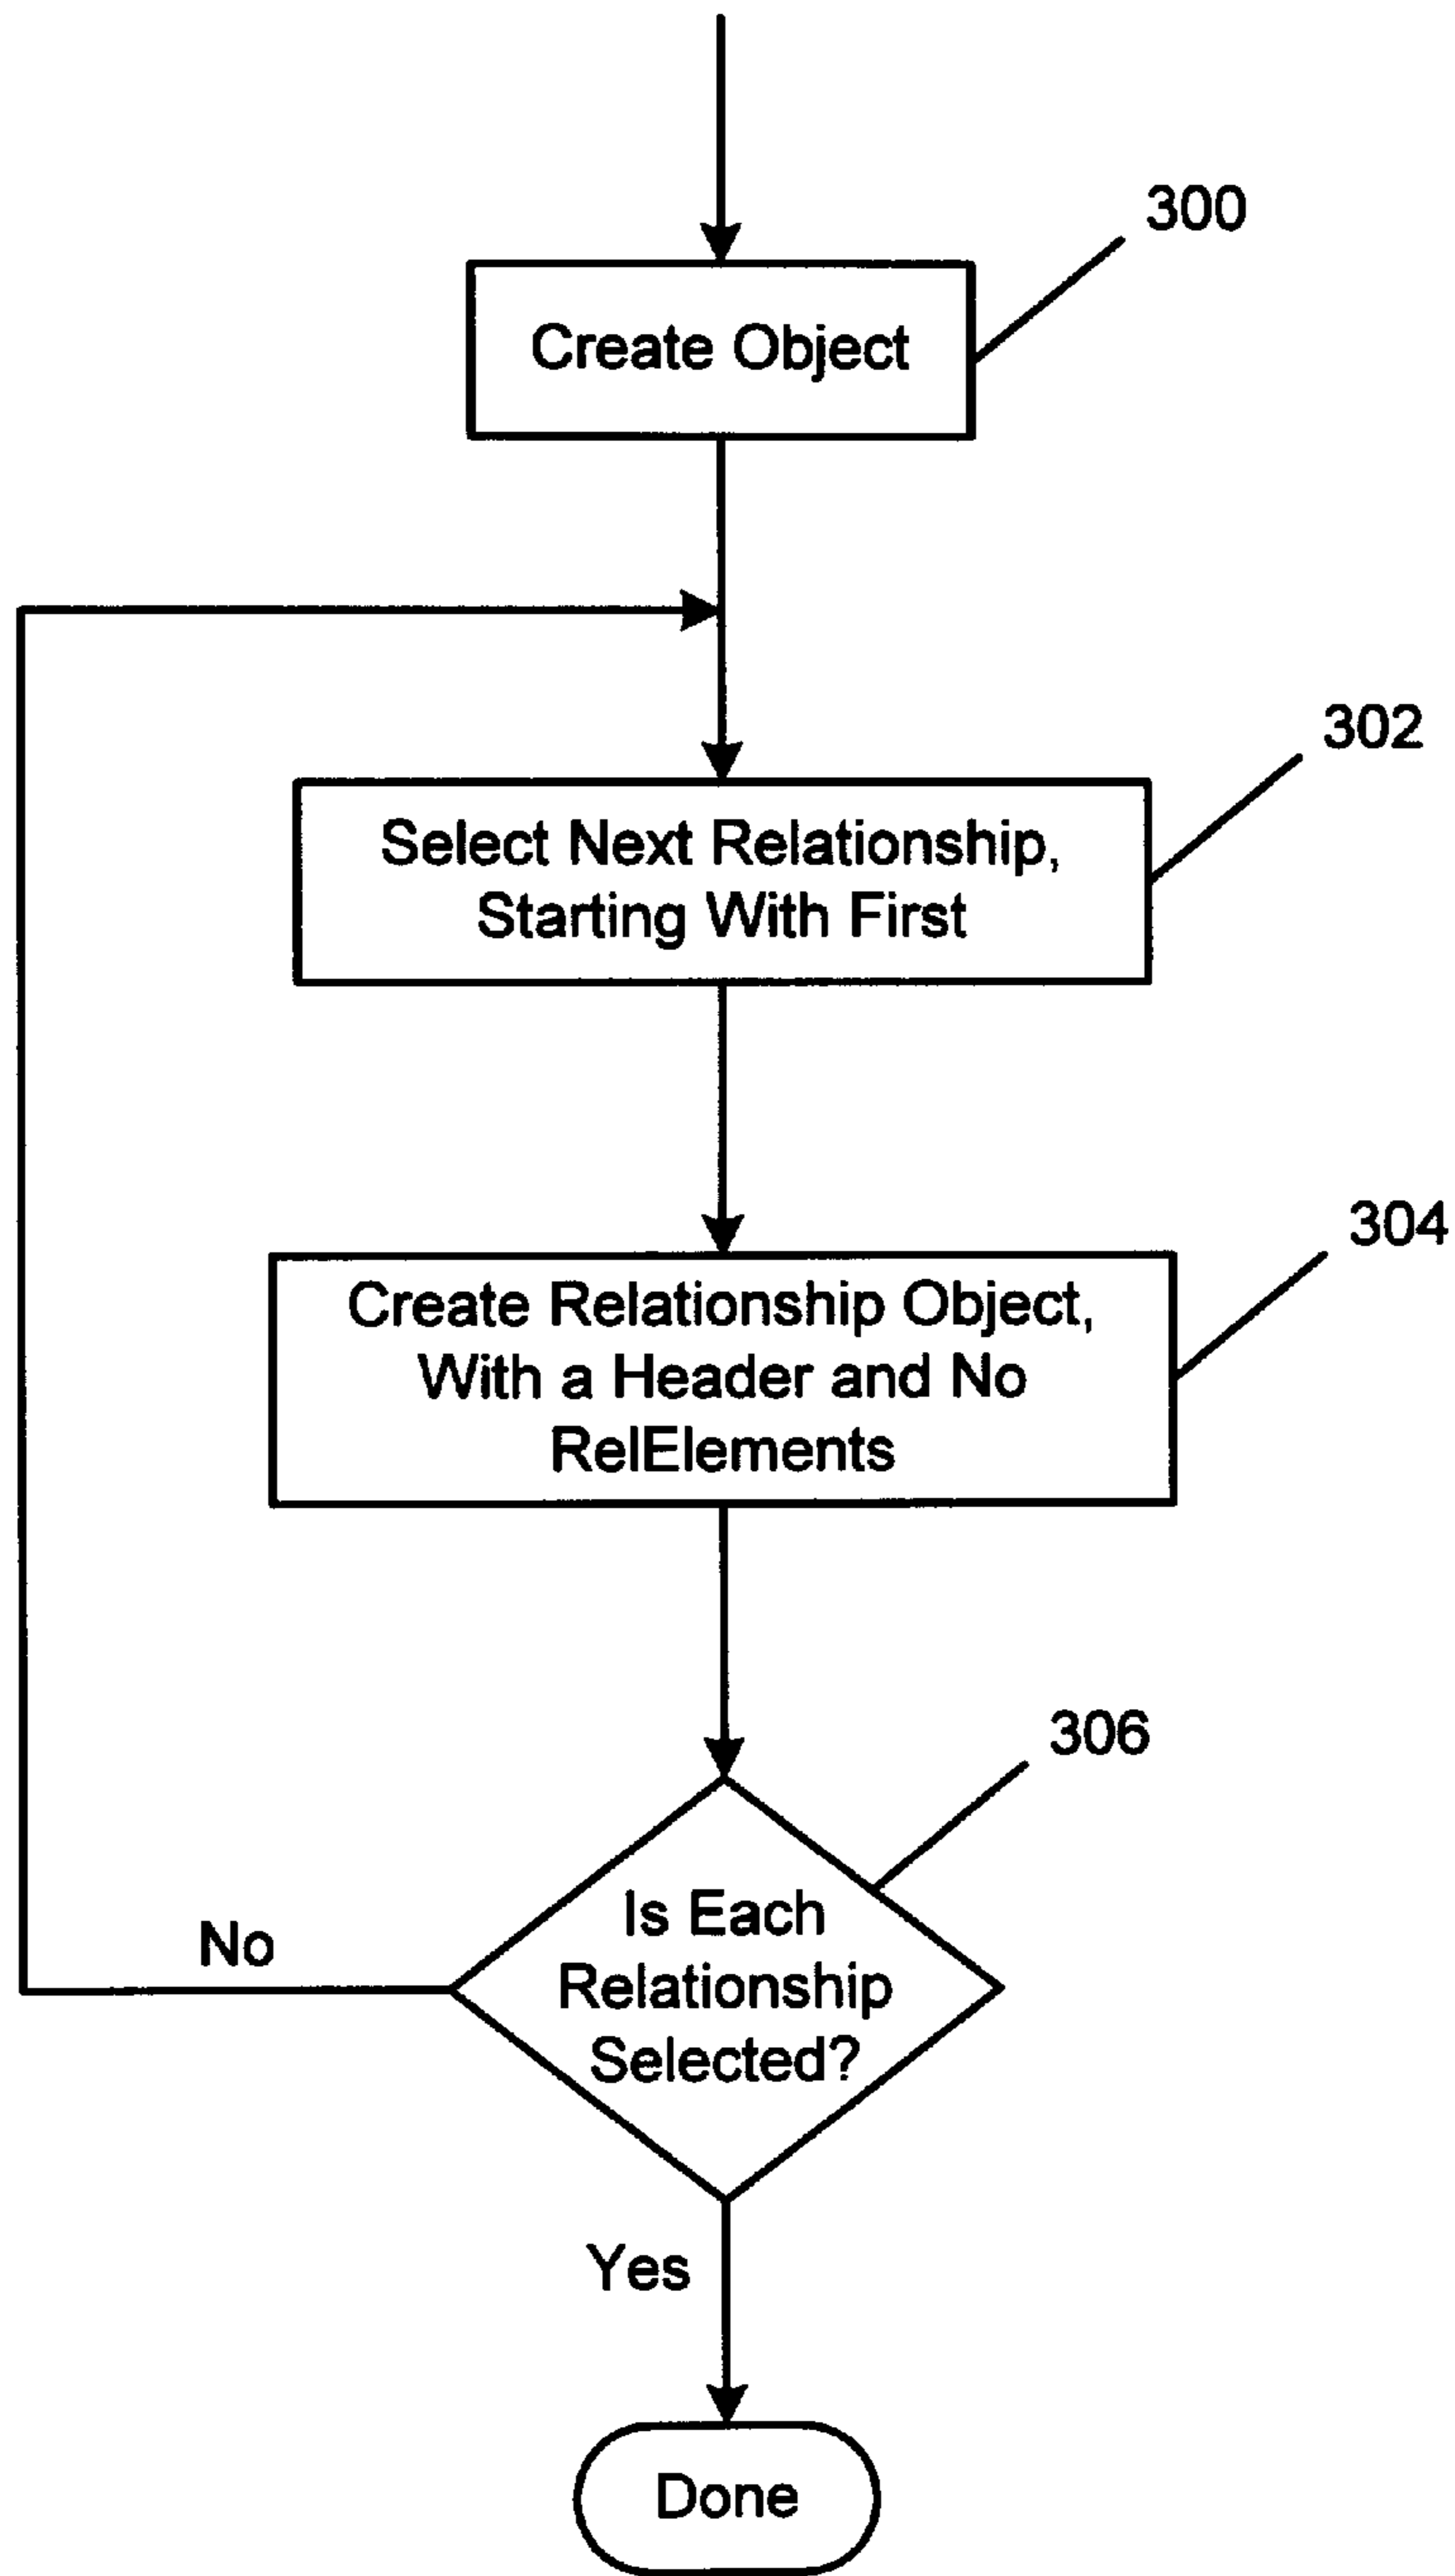 300
Create Object
302
Select Next Relationship,
Starting With First
304
Create Relationship Object,
With a Header and No
RelElements
306
Is Each
Relationship
Selected?
No
Yes
Done